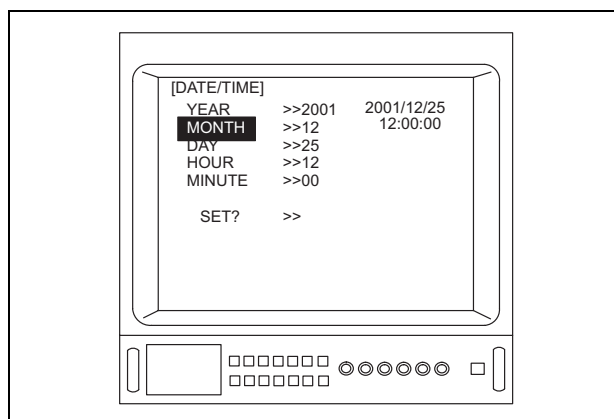 [DATE/TIME]
YEAR >>2001 2001/12/25
MONTH >>12 12:00:00
DAY >>25
HOUR >>12
MINUTE >>00
SET? >>